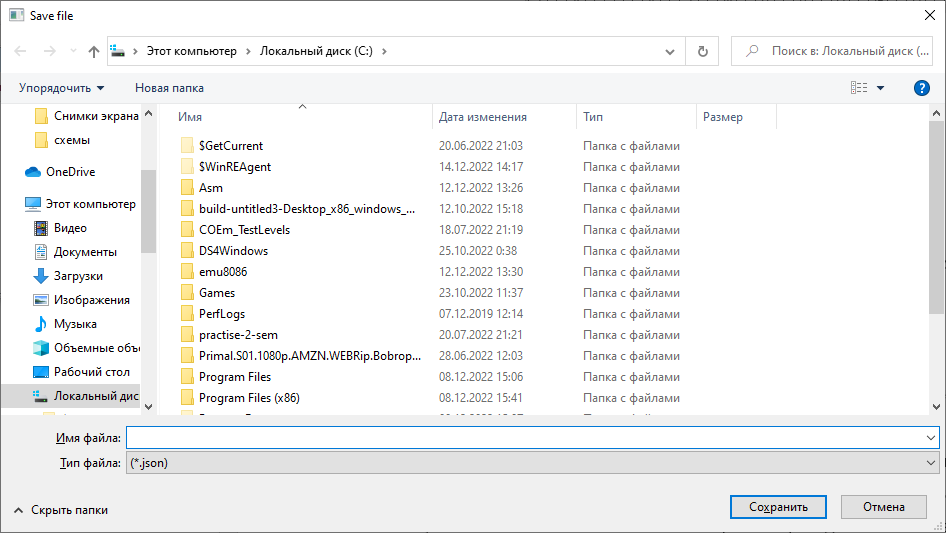 Save file
Этот компьютер › Локальный диск (C:) ›
Поиск в: Локальный диск (...
Упорядочить
Новая папка
?
Снимки экрана
схемы
OneDrive
Этот компьютер
Видео
Документы
Загрузки
Изображения
Музыка
Объемные объ
Рабочий стол
Локальный дис
Имя Дата изменения Тип Размер
$GetCurrent 20.06.2022 21:03 Папка с файлами
$WinREAgent 14.12.2022 14:17 Папка с файлами
Asm 12.12.2022 13:26 Папка с файлами
build-untitled3-Desktop_x86_windows_... 12.10.2022 15:18 Папка с файлами
COEm_TestLevels 18.07.2022 21:19 Папка с файлами
DS4Windows 25.10.2022 0:38 Папка с файлами
emu8086 12.12.2022 13:30 Папка с файлами
Games 23.10.2022 11:37 Папка с файлами
PerfLogs 07.12.2019 12:14 Папка с файлами
practise-2-sem 20.07.2022 21:21 Папка с файлами
Primal.S01.1080p.AMZN.WEBRip.Bobrop... 28.06.2022 12:03 Папка с файлами
Program Files 08.12.2022 15:06 Папка с файлами
Program Files (x86) 08.12.2022 15:41 Папка с файлами
Имя файла:
Тип файла: (*.json)
Скрыть папки
Сохранить
Отмена